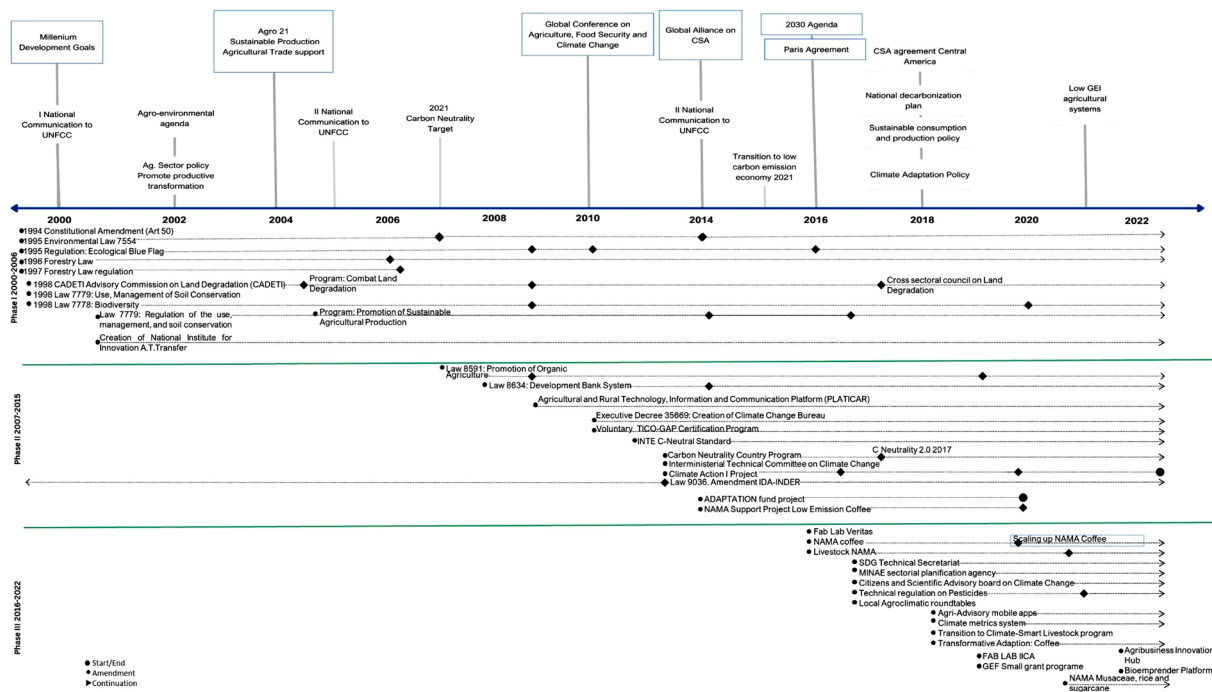 Millenium
Development Goals
Agro 21
Sustainable Production
Agricultural Trade support
Global Conference on
Agriculture, Food Security and
Climate Change
Global Alliance on
CSA
2030 Agenda
Paris Agreement
CSA agreement Central
America
I National
Communication to
UNFCC
Agro-environmental
agenda
Ag. Sector policy
Promote productive
transformation
II National
Communication to
UNFCC
2021
Carbon Neutrality
Target
II National
Communication to
UNFCC
Transition to low
carbon emission
economy 2021
National decarbonization
plan
Sustainable consumption
and production policy
Climate Adaptation Policy
Low GEI
agricultural
systems
2000
2002
2004
2006
2008
2010
2014
2016
2018
2020
2022
Phase I 2000-2006
1994 Constitutional Amendment (Art 50)
1995 Environmental Law 7554
1995 Regulation: Ecological Blue Flag
1996 Forestry Law
1997 Forestry Law regulation
1998 CADETI Advisory Commission on Land Degradation (CADETI)
Program: Combat Land
Degradation
Cross sectoral council on Land
Degradation
1998 Law 7779: Use, Management of Soil Conservation
1998 Law 7778: Biodiversity
Law 7779: Regulation of the use,
management, and soil conservation
Program: Promotion of Sustainable
Agricultural Production
Creation of National Institute for
Innovation A.T.Transfer
Phase II 2007-2015
Law 8591: Promotion of Organic
Agriculture
Law 8634: Development Bank System
Agricultural and Rural Technology, Information and Communication Platform (PLATICAR)
Executive Decree 35669: Creation of Climate Change Bureau
Voluntary TICO-GAP Certification Program
INTE C-Neutral Standard
Carbon Neutrality Country Program
C Neutrality 2.0 2017
Interministerial Technical Committee on Climate Change
Climate Action I Project
Law 9036. Amendment IDA-INDER
ADAPTATION fund project
NAMA Support Project Low Emission Coffee
Phase III 2016-2022
Fab Lab Veritas
NAMA coffee
Scaling up NAMA Coffee
Livestock NAMA
SDG Technical Secretariat
MINAE sectorial planification agency
Citizens and Scientific Advisory board on Climate Change
Technical regulation on Pesticides
Local Agroclimatic roundtables
Agri-Advisory mobile apps
Climate metrics system
Transition to Climate-Smart Livestock program
Transformative Adaption: Coffee
FAB LAB IICA
GEF Small grant programe
Agribusiness Innovation
Hub
Bioemprender Platform
NAMA Musaceae, rice and
sugarcane
Start/End
Amendment
Continuation